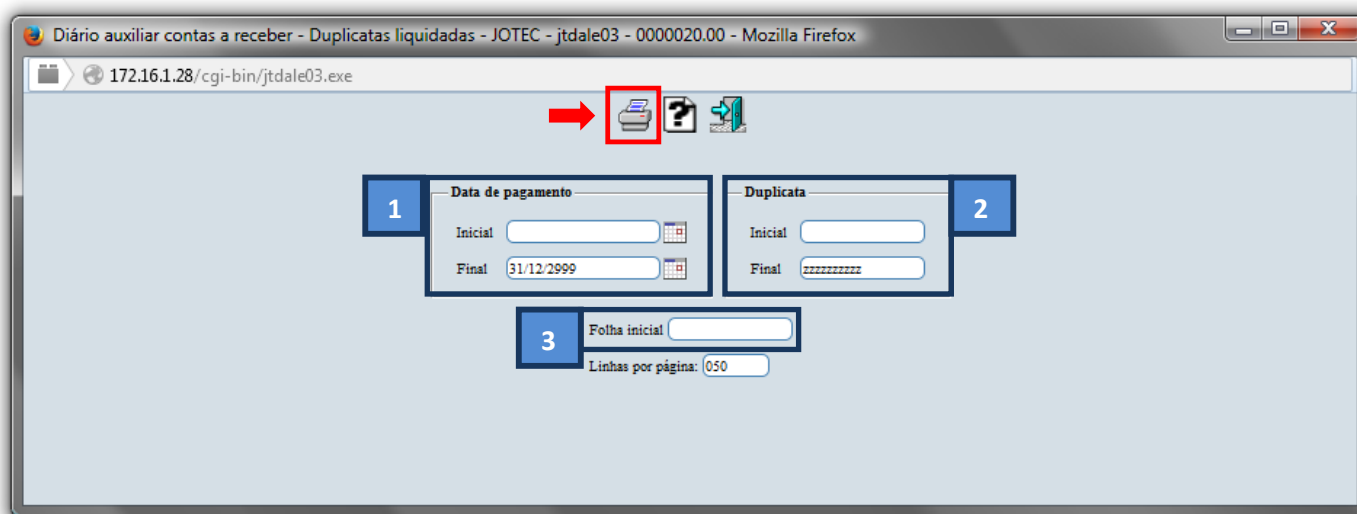 Diário auxiliar contas a receber - Duplicatas liquidadas - JOTEC - jtdale03 - 0000020.00 - Mozilla Firefox
172.16.1.28/cgi-bin/jtdale03.exe
1 Data de pagamento Duplicata 2
Inicial Inicial
Final 31/12/2999 Final zzzzzzzzzz
3 Folha inicial
Linhas por página: 050